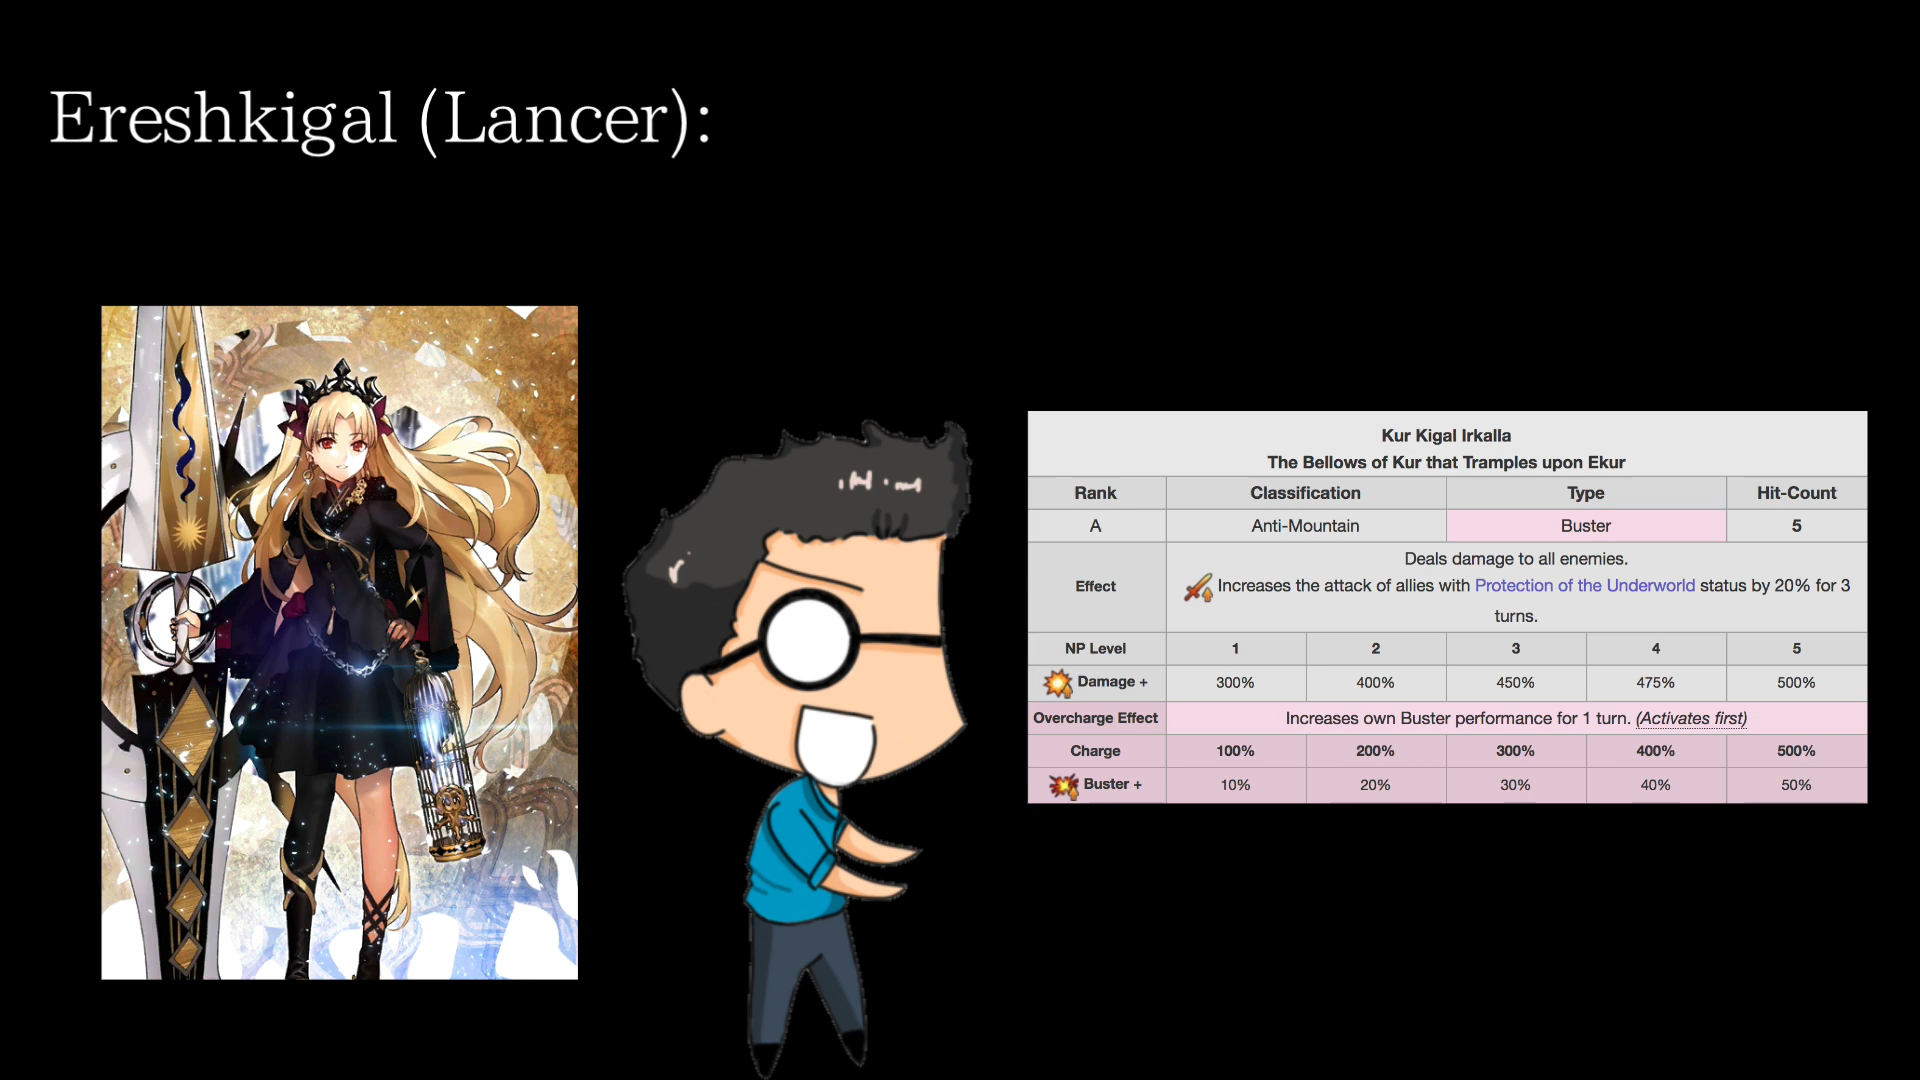 Ereshkigal (Lancer):
Kur Kigal Irkalla
The Bellows of Kur that Tramples upon Ekur
Rank Classification Type Hit-Count
A Anti-Mountain Buster 5
Effect
Deals damage to all enemies.
Increases the attack of allies with Protection of the Underworld status by 20% for 3
turns.
NP Level 1 2 3 4 5
Damage + 300% 400% 450% 475% 500%
Overcharge Effect Increases own Buster performance for 1 turn. (Activates first)
Charge 100% 200% 300% 400% 500%
Buster + 10% 20% 30% 40% 50%